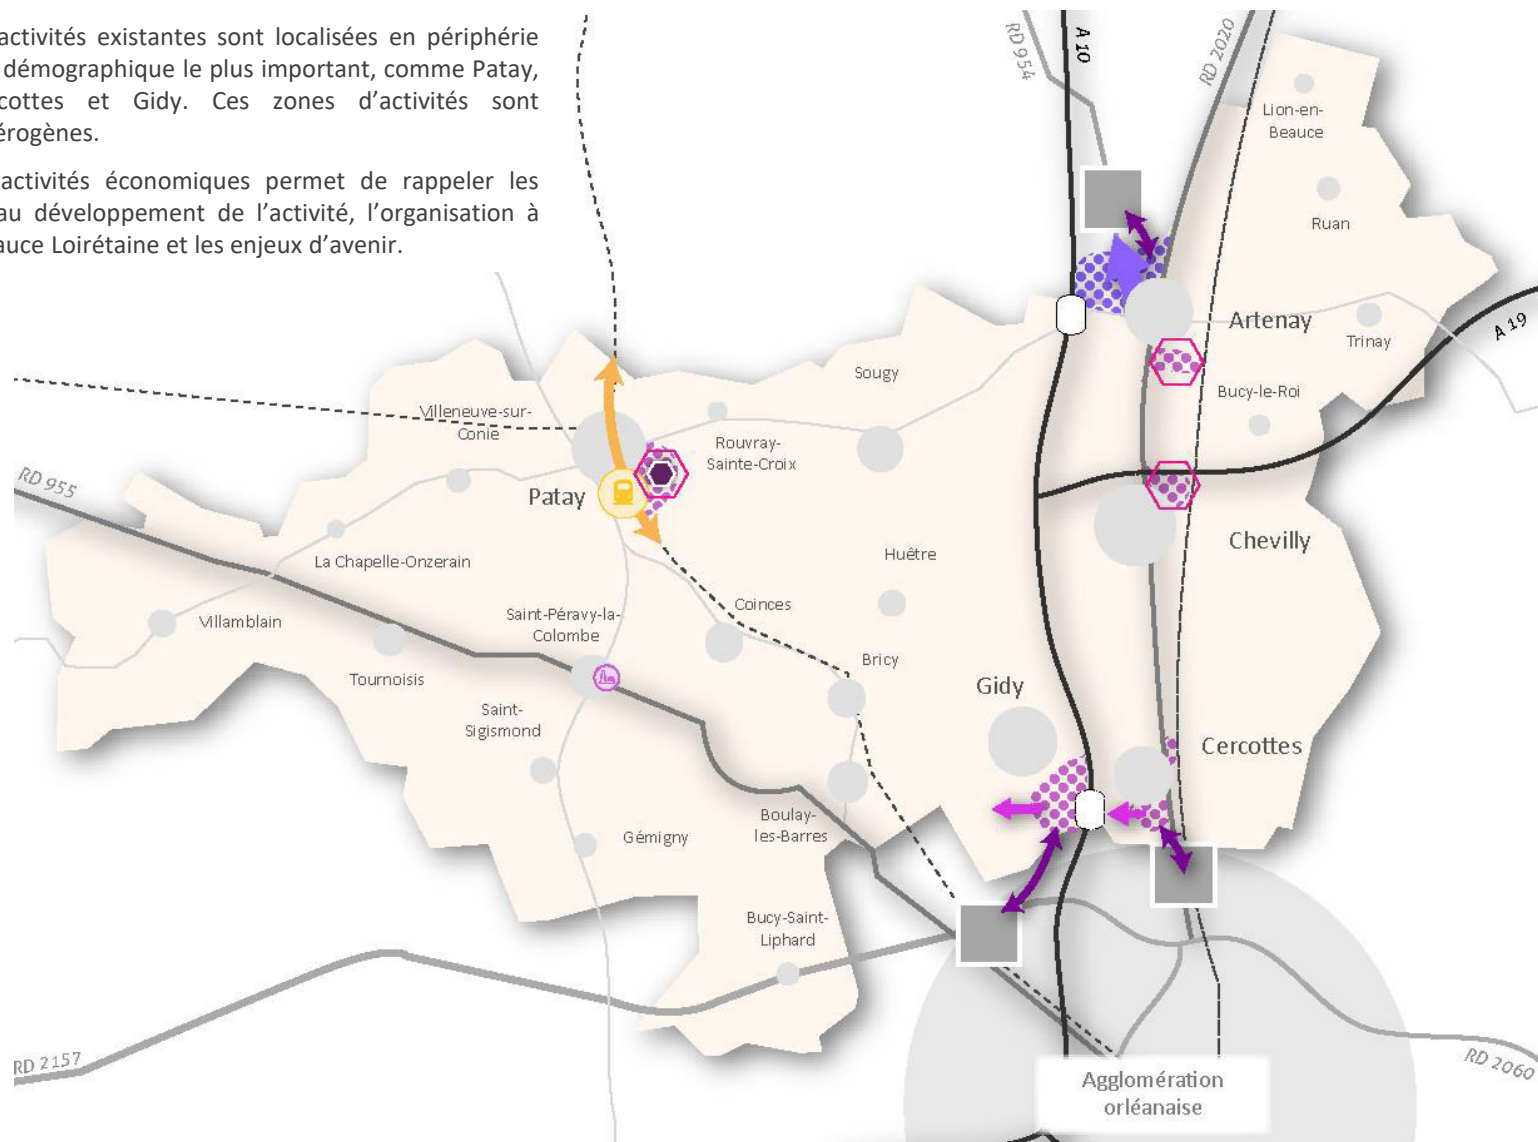 activités existantes sont localisées en périphérie
démographique le plus important, comme Patay,
cottes et Gidy. Ces zones d’activités sont
érogènes.
activités économiques permet de rappeler les
au développement de l’activité, l’organisation à
auce Loirétaine et les enjeux d’avenir.
RD 954
A 10
RD 2020
Lion-en-
Beauce
Ruan
Artenay
Trinay
A 19
Sougy
Bucy-le-Roi
Villeneuve-sur-
Conie
Rouvray-
Sainte-Croix
RD 955
Patay
Chevilly
La Chapelle-Onzerain
Huêtre
Villamblain
Saint-Péravy-la-
Colombe
Coinces
Bricy
Tournoisis
Gidy
Saint-
Sigismond
Cercottes
Boulay-
les-Barres
Gémigny
Bucy-Saint-
Liphard
RD 2157
RD 2060
Agglomération
orléanaise